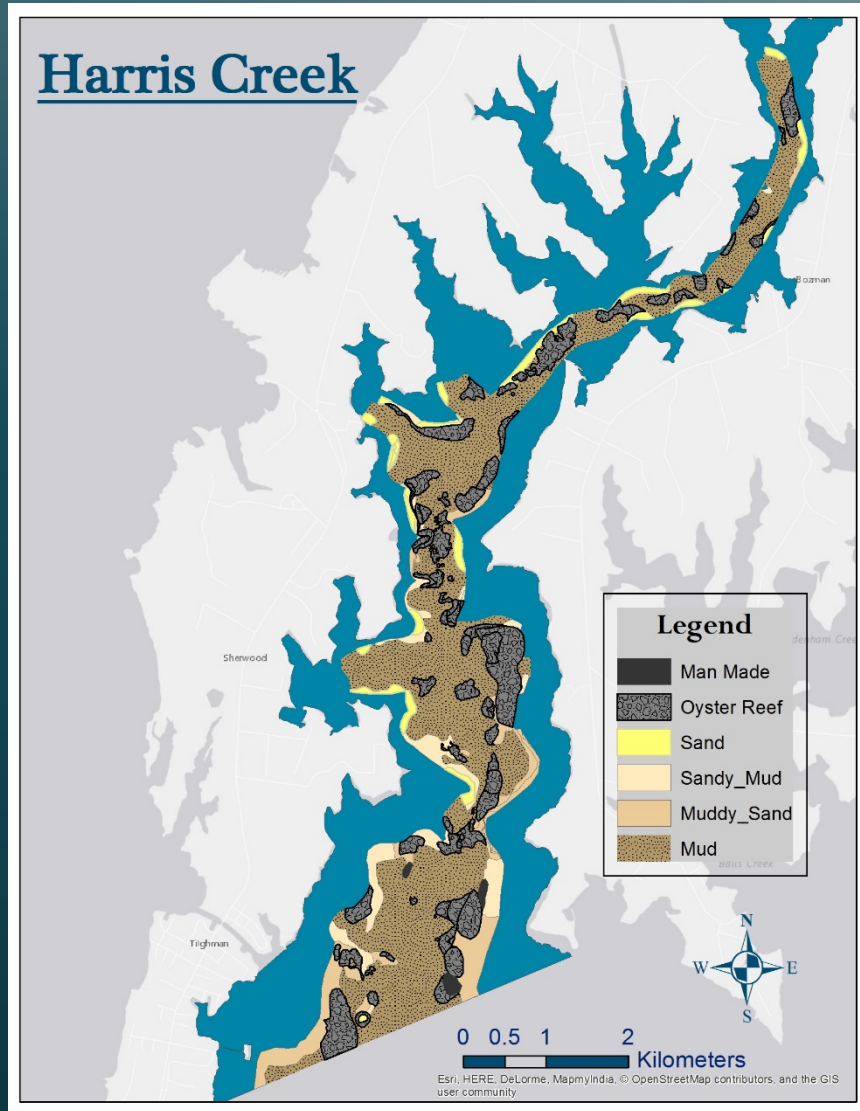 Harris Creek
Bozman
Sherwood
Tilghman
Legend
Man Made
Oyster Reef
Sand
Sandy_Mud
Muddy_Sand
Mud
N
W
E
S
0 0.5 1 2
Kilometers
Esri, HERE, DeLorme, MapmyIndia, © OpenStreetMap contributors, and the GIS
user community